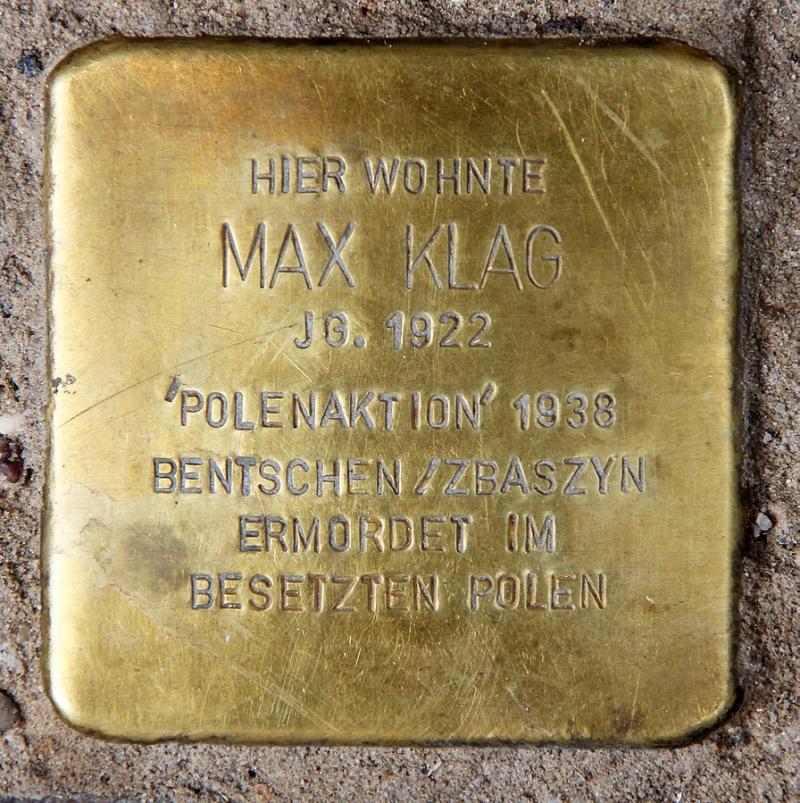 HIER WOHNTE
MAX KLAG
JG. 1922
'POLENAKTION' 1938
BENTSCHEN/ZBASZYN
ERMORDET IM
BESETZTEN POLEN